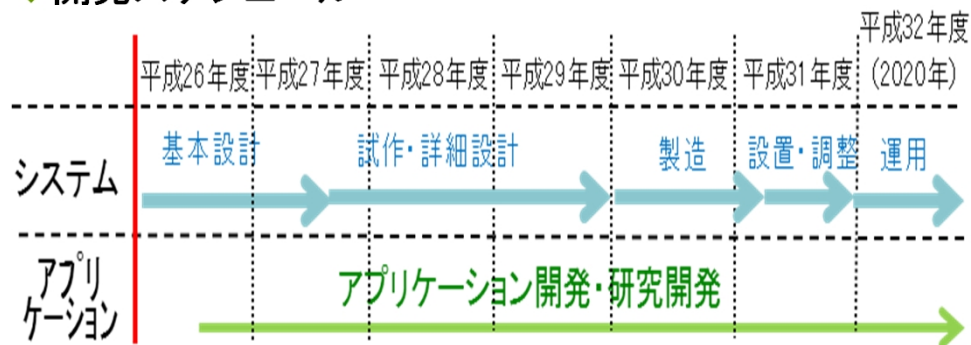 平成26年度 平成27年度 平成28年度 平成29年度 平成30年度 平成31年度 平成32年度
(2020年)
システム 基本設計 試作・詳細設計 製造 設置・調整 運用
アプリ
ケーション
アプリケーション開発・研究開発